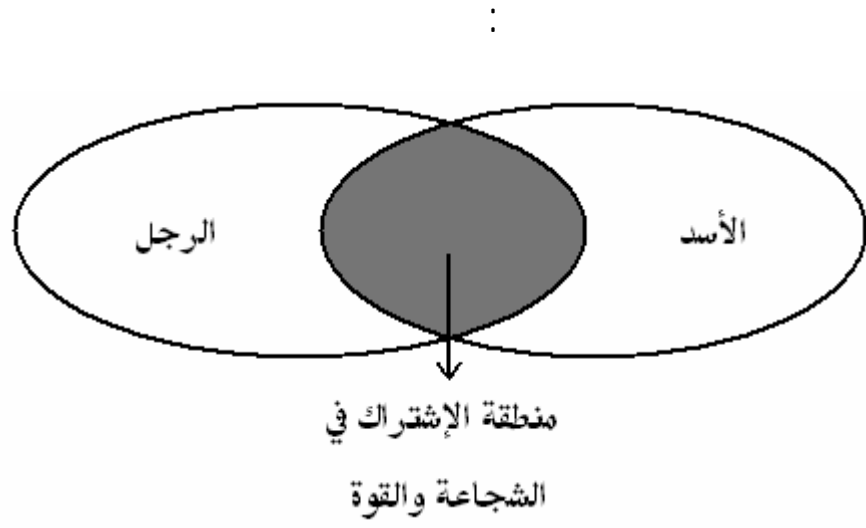 :
الأسد
الرجل
منطقة الإشتراك في
الشجاعة والقوة